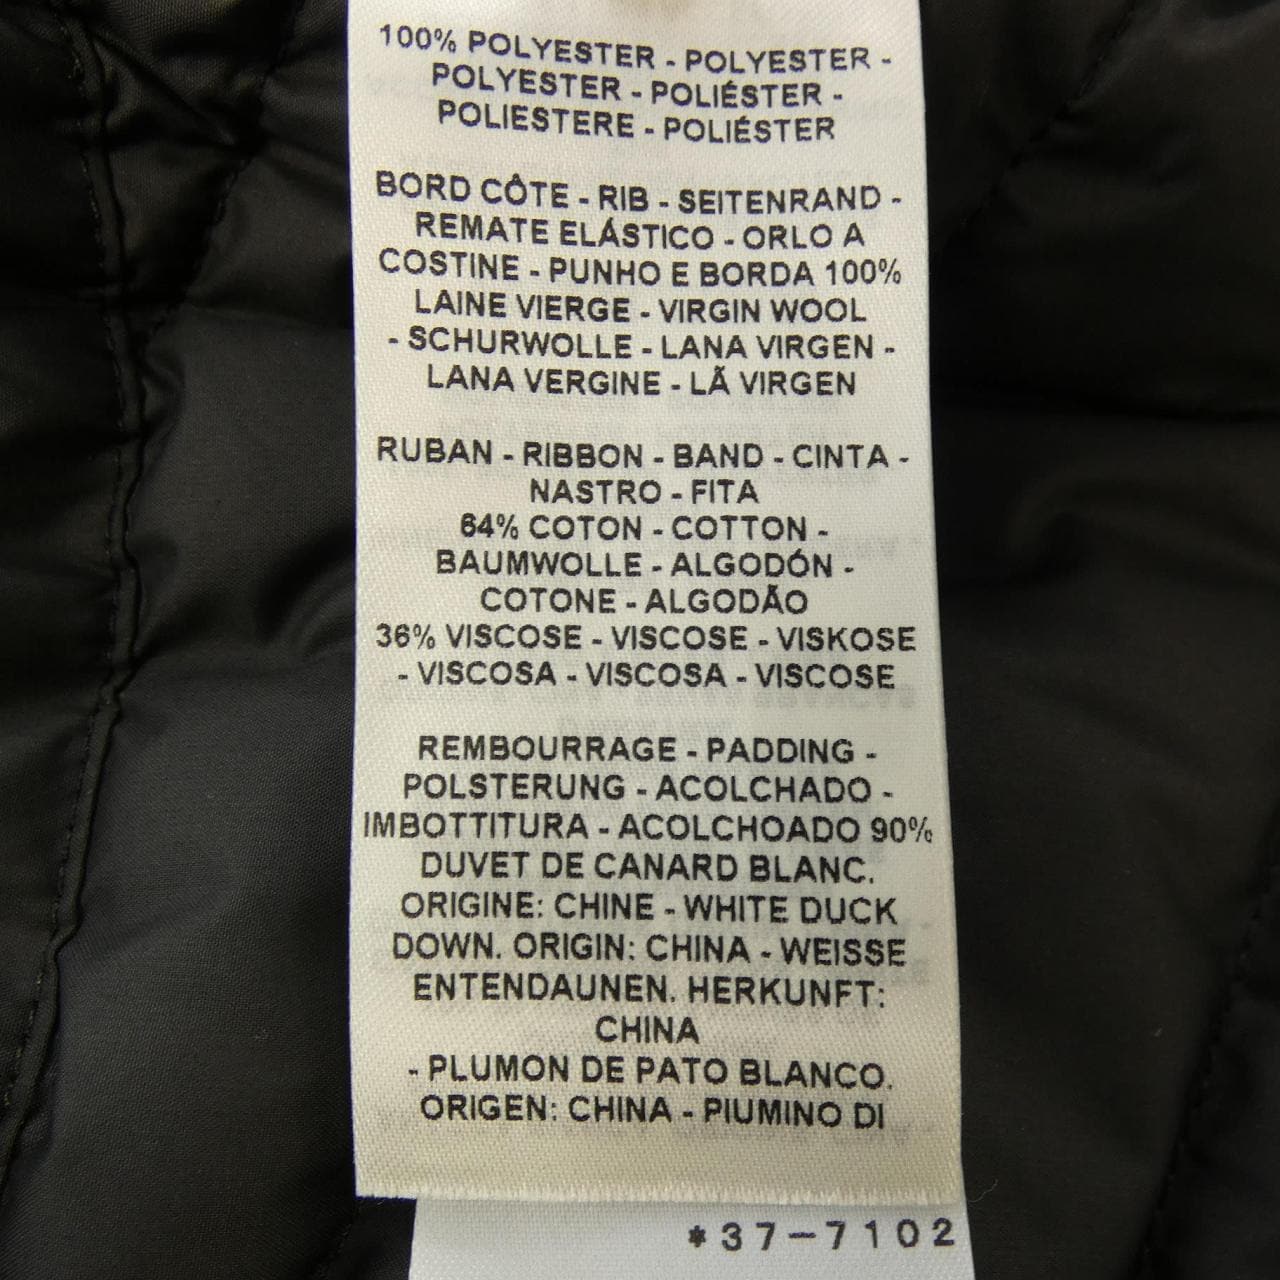 100% POLYESTER - POLYESTER -
POLYESTER - POLIÉSTER -
POLIESTERE - POLIÉSTER
BORD CÔTE - RIB - SEITENRAND -
REMATE ELÁSTICO - ORLO A
COSTINE - PUNHO E BORDA 100%
LAINE VIERGE - VIRGIN WOOL
- SCHURWOLLE - LANA VIRGEN -
LANA VERGINE - LÃ VIRGEN
RUBAN - RIBBON - BAND - CINTA -
NASTRO - FITA
64% COTON - COTTON -
BAUMWOLLE - ALGODÓN -
COTONE - ALGODÃO
36% VISCOSE - VISCOSE - VISKOSE
- VISCOSA - VISCOSA - VISCOSE
REMBOURRAGE - PADDING -
POLSTERUNG - ACOLCHADO -
IMBOTTITURA - ACOLCHOADO 90%
DUVET DE CANARD BLANC.
ORIGINE: CHINE - WHITE DUCK
DOWN. ORIGIN: CHINA - WEISSE
ENTENDAUNEN. HERKUNFT:
CHINA
- PLUMON DE PATO BLANCO.
ORIGEN: CHINA - PIUMINO DI
*37-7102